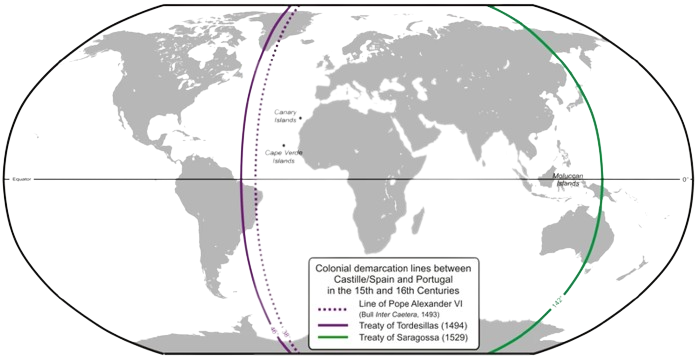 Canary
Islands
Cape Verde
Islands
Equator
Moluccan
Islands
0°
Colonial demarcation lines between
Castille/Spain and Portugal
in the 15th and 16th Centuries
Line of Pope Alexander VI
(Bull Inter Caetera, 1493)
Treaty of Tordesillas (1494)
Treaty of Saragossa (1529)
142°